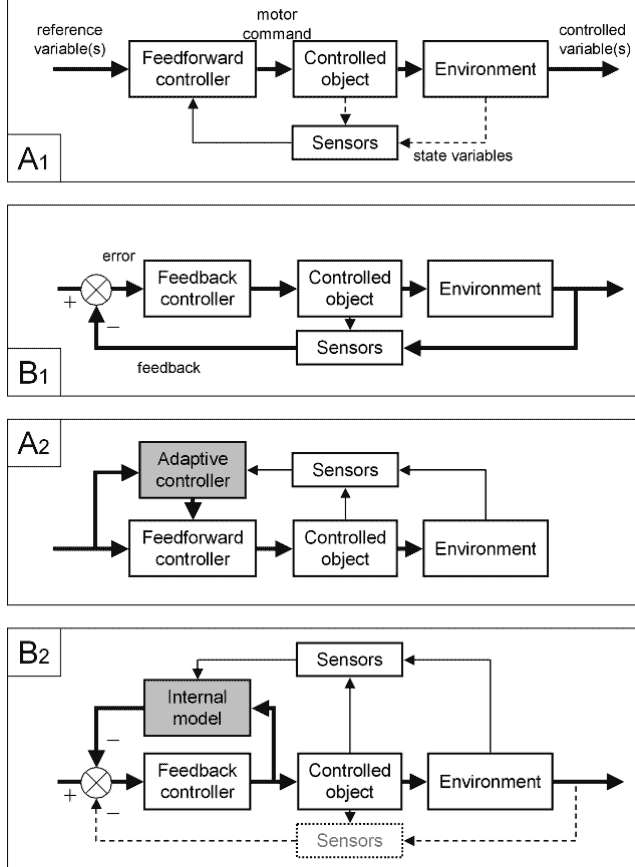 reference
variable(s)
motor
command
controlled
variable(s)
Feedforward
controller
Controlled
object
Environment
Sensors
state variables
A1
error
Feedback
controller
Controlled
object
Environment
+
−
Sensors
feedback
B1
A2
Adaptive
controller
Sensors
Feedforward
controller
Controlled
object
Environment
B2
Sensors
Internal
model
−
Feedback
controller
Controlled
object
Environment
+
−
Sensors